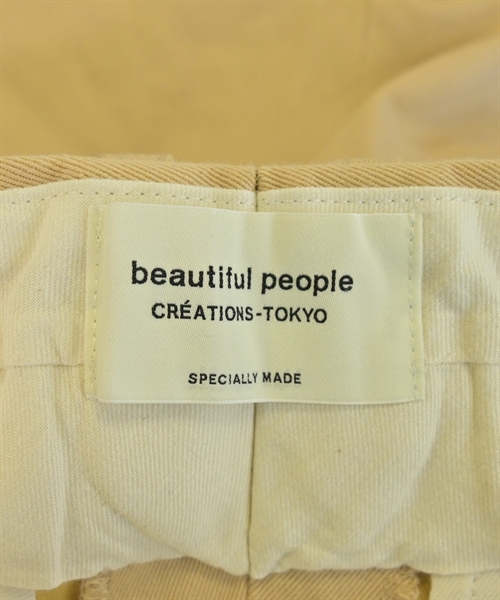 beautiful people
CRÉATIONS-TOKYO
SPECIALLY MADE